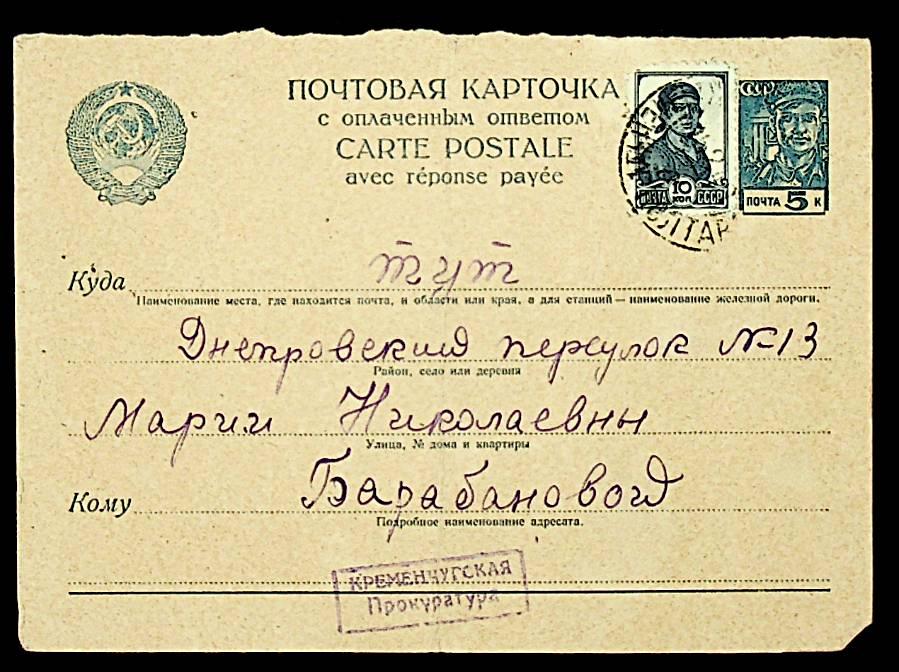 ПОЧТОВАЯ КАРТОЧКА
с оплаченным ответом
CARTE POSTALE
avec réponse payée
10 КОП
ПОЧТА СССР
СССР
ПОЧТА 5 К
ПОЛТАВ
Куда тут
Наименование места, где находится почта, и области или края, а для станций — наименование железной дороги.
Днепровский переулок №13
Район, село или деревня
Марии Николаевны
Улица, № дома и квартиры
Кому Барабановой
Подробное наименование адресата.
КРЕМЕНЧУГСКАЯ
Прокуратура